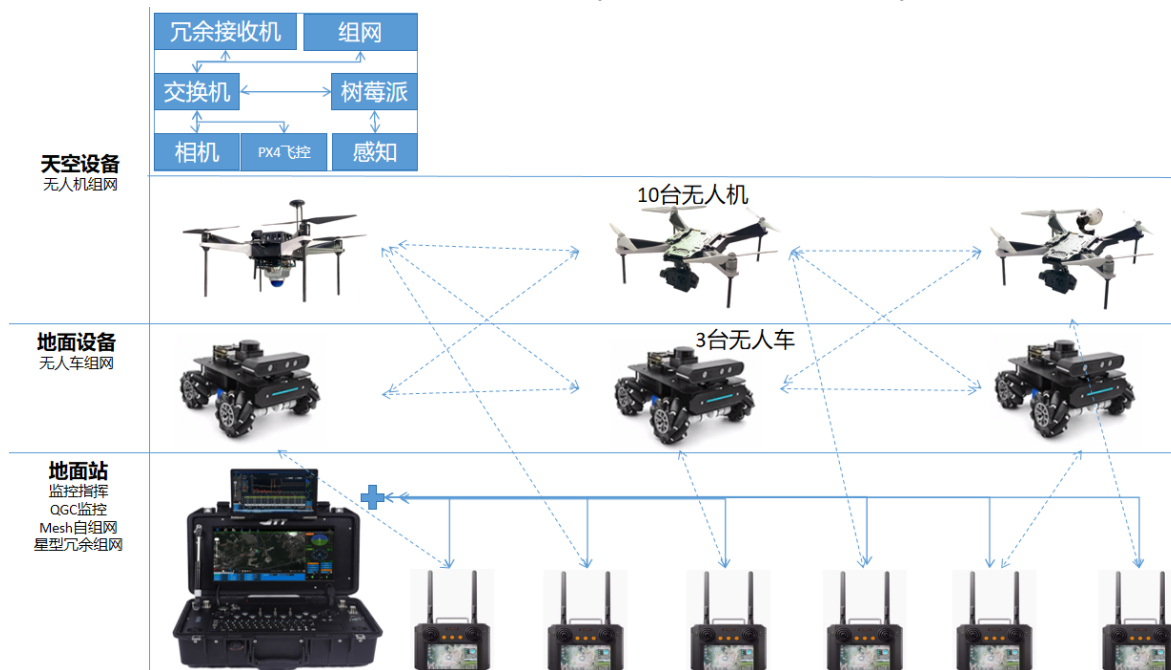 冗余接收机
组网
交换机
树莓派
相机
PX4飞控
感知
天空设备
无人机组网
10台无人机
地面设备
无人车组网
3台无人车
地面站
监控指挥
QGC监控
Mesh自组网
星型冗余组网